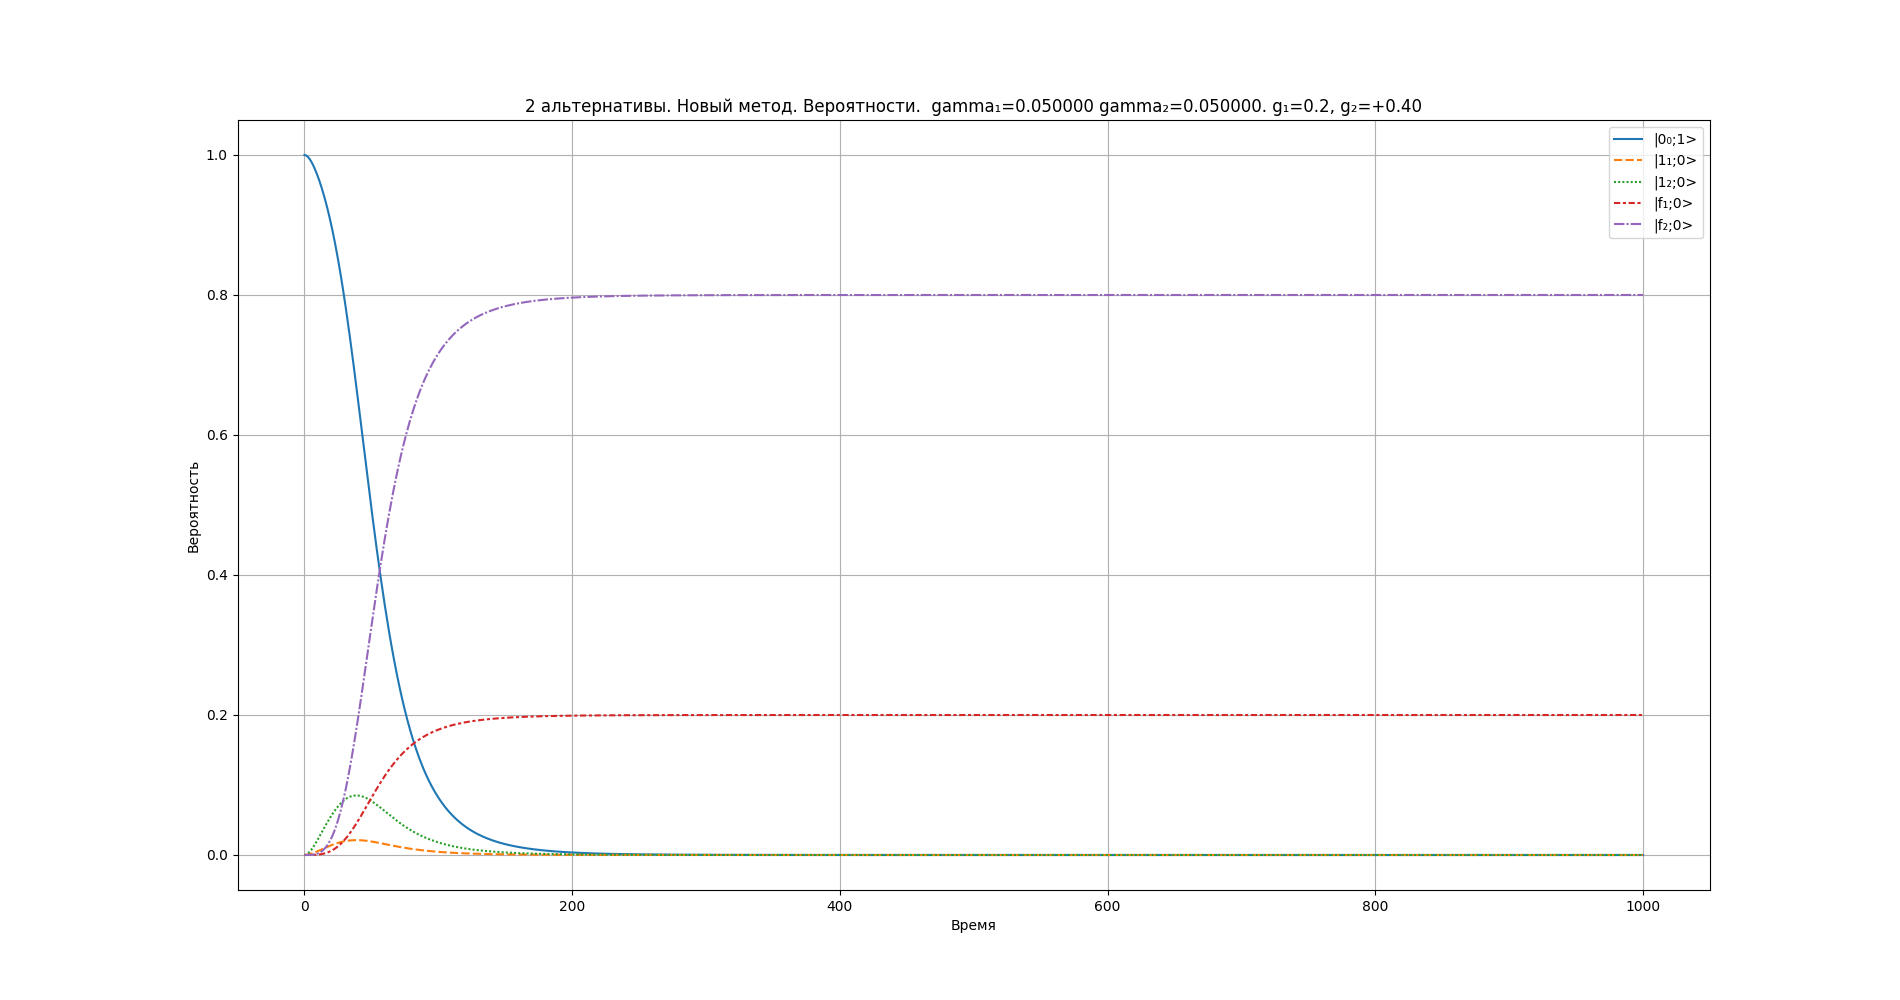 2 альтернативы. Новый метод. Вероятности.  gamma₁=0.050000 gamma₂=0.050000. g₁=0.2, g₂=+0.40
|0₀;1>
|1₁;0>
|1₂;0>
|f₁;0>
|f₂;0>
Вероятность
1.0
0.8
0.6
0.4
0.2
0.0
0 200 400 600 800 1000
Время